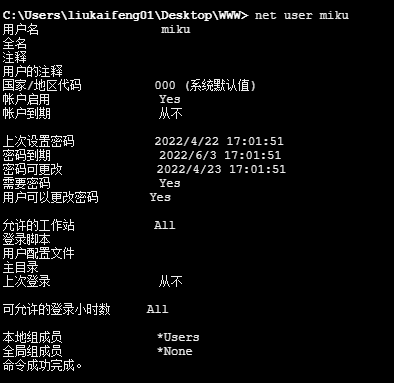 C:\Users\liukaifeng01\Desktop\WWW> net user miku
用户名 miku
全名
注释
用户的注释
国家/地区代码 000 (系统默认值)
帐户启用 Yes
帐户到期 从不
上次设置密码 2022/4/22 17:01:51
密码到期 2022/6/3 17:01:51
密码可更改 2022/4/23 17:01:51
需要密码 Yes
用户可以更改密码 Yes
允许的工作站 All
登录脚本
用户配置文件
主目录
上次登录 从不
可允许的登录小时数 All
本地组成员 *Users
全局组成员 *None
命令成功完成。